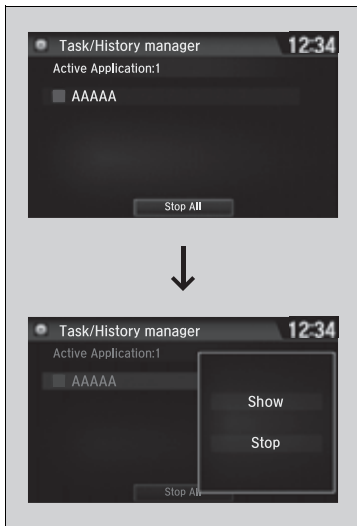 Task/History manager 12:34
Active Application:1
AAAAA
Stop All
Task/History manager 12:34
Active Application:1
AAAAA
Show
Stop
Stop All